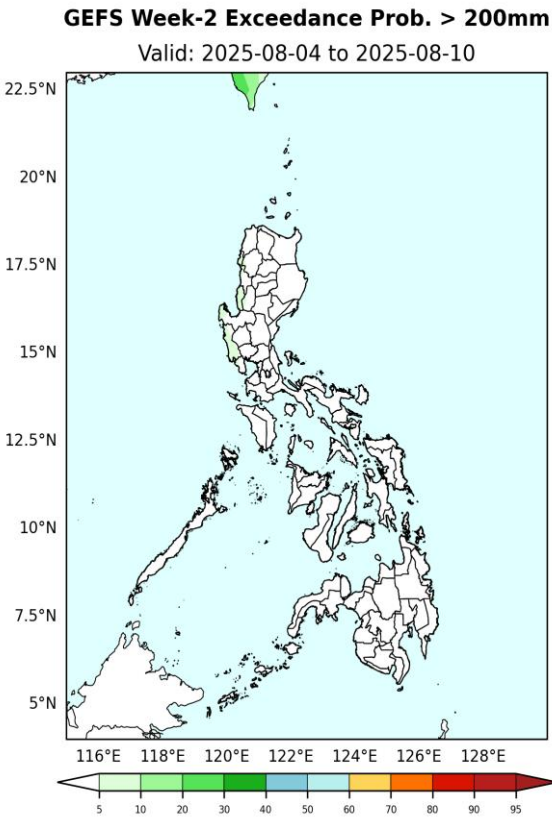 GEFS Week-2 Exceedance Prob. > 200mm
Valid: 2025-08-04 to 2025-08-10
22.5°N
20°N
17.5°N
15°N
12.5°N
10°N
7.5°N
5°N
116°E 118°E 120°E 122°E 124°E 126°E 128°E
5 10 20 30 40 50 60 70 80 90 95